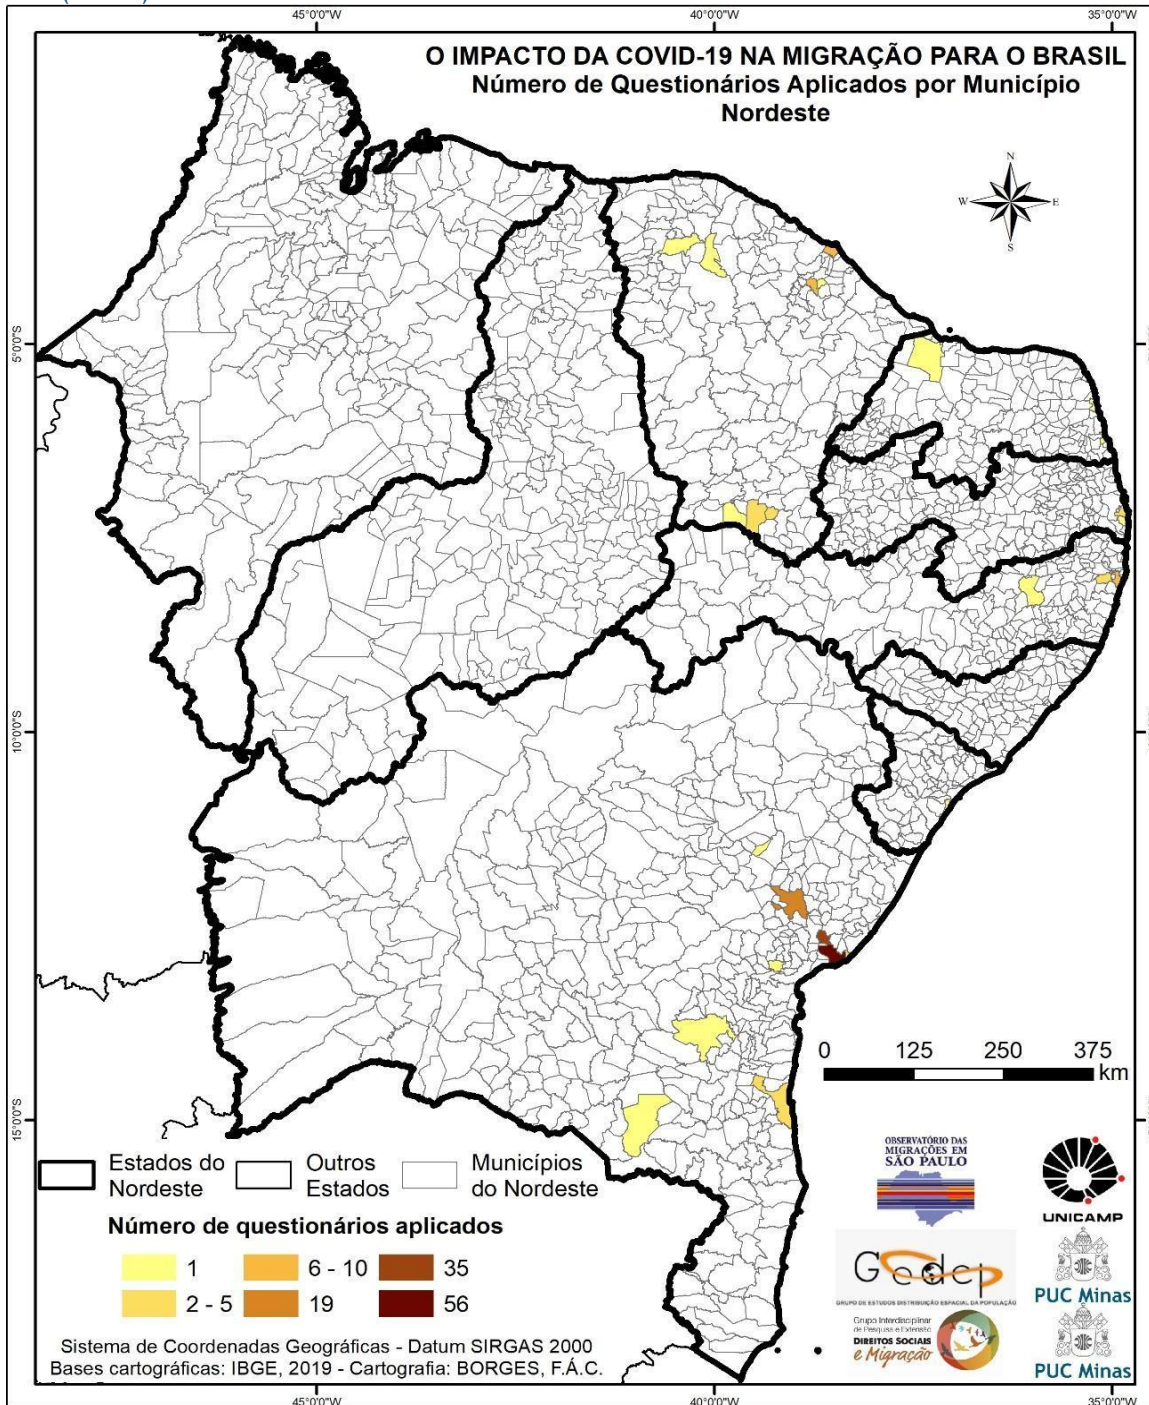 45°0'0"W 40°0'0"W 35°0'0"W
O IMPACTO DA COVID-19 NA MIGRAÇÃO PARA O BRASIL
Número de Questionários Aplicados por Município
Nordeste
N
W E
S
5°0'0"S
10°0'0"S
15°0'0"S
0 125 250 375
km
Estados do
Nordeste
Outros
Estados
Municípios
do Nordeste
Número de questionários aplicados
1
6 - 10
35
2 - 5
19
56
Sistema de Coordenadas Geográficas - Datum SIRGAS 2000
Bases cartográficas: IBGE, 2019 - Cartografia: BORGES, F.Á.C.
OBSERVATÓRIO DAS
MIGRAÇÕES EM
SÃO PAULO
UNICAMP
Gedep
GRUPO DE ESTUDOS DISTRIBUIÇÃO ESPACIAL DA POPULAÇÃO
PUC Minas
Grupo Interdisciplinar
de Pesquisa e Extensão
DIREITOS SOCIAIS
e Migração
PUC Minas
45°0'0"W 40°0'0"W 35°0'0"W